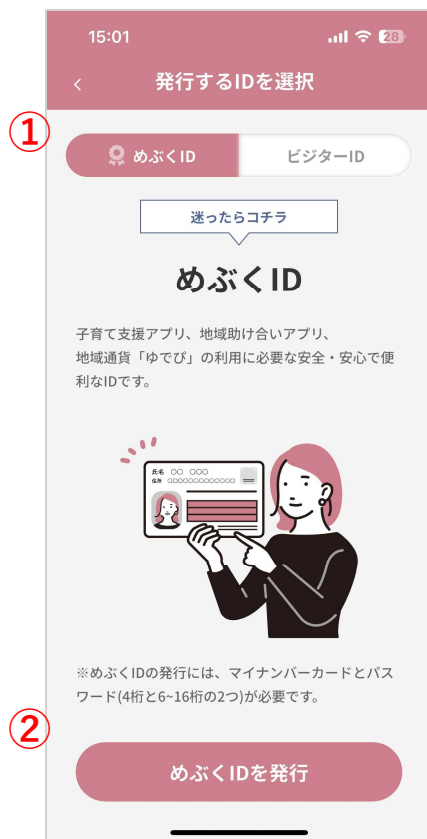 15:01
28
発行するIDを選択
①
めぶくID
ビジターID
迷ったらコチラ
めぶくID
子育て支援アプリ、地域助け合いアプリ、
地域通貨「ゆでぴ」の利用に必要な安全・安心で便
利なIDです。
氏名 〇〇 〇〇〇
住所 〇〇〇〇〇〇〇〇〇〇〇〇〇
※めぶくIDの発行には、マイナンバーカードとパス
ワード(4桁と6~16桁の2つ)が必要です。
②
めぶくIDを発行